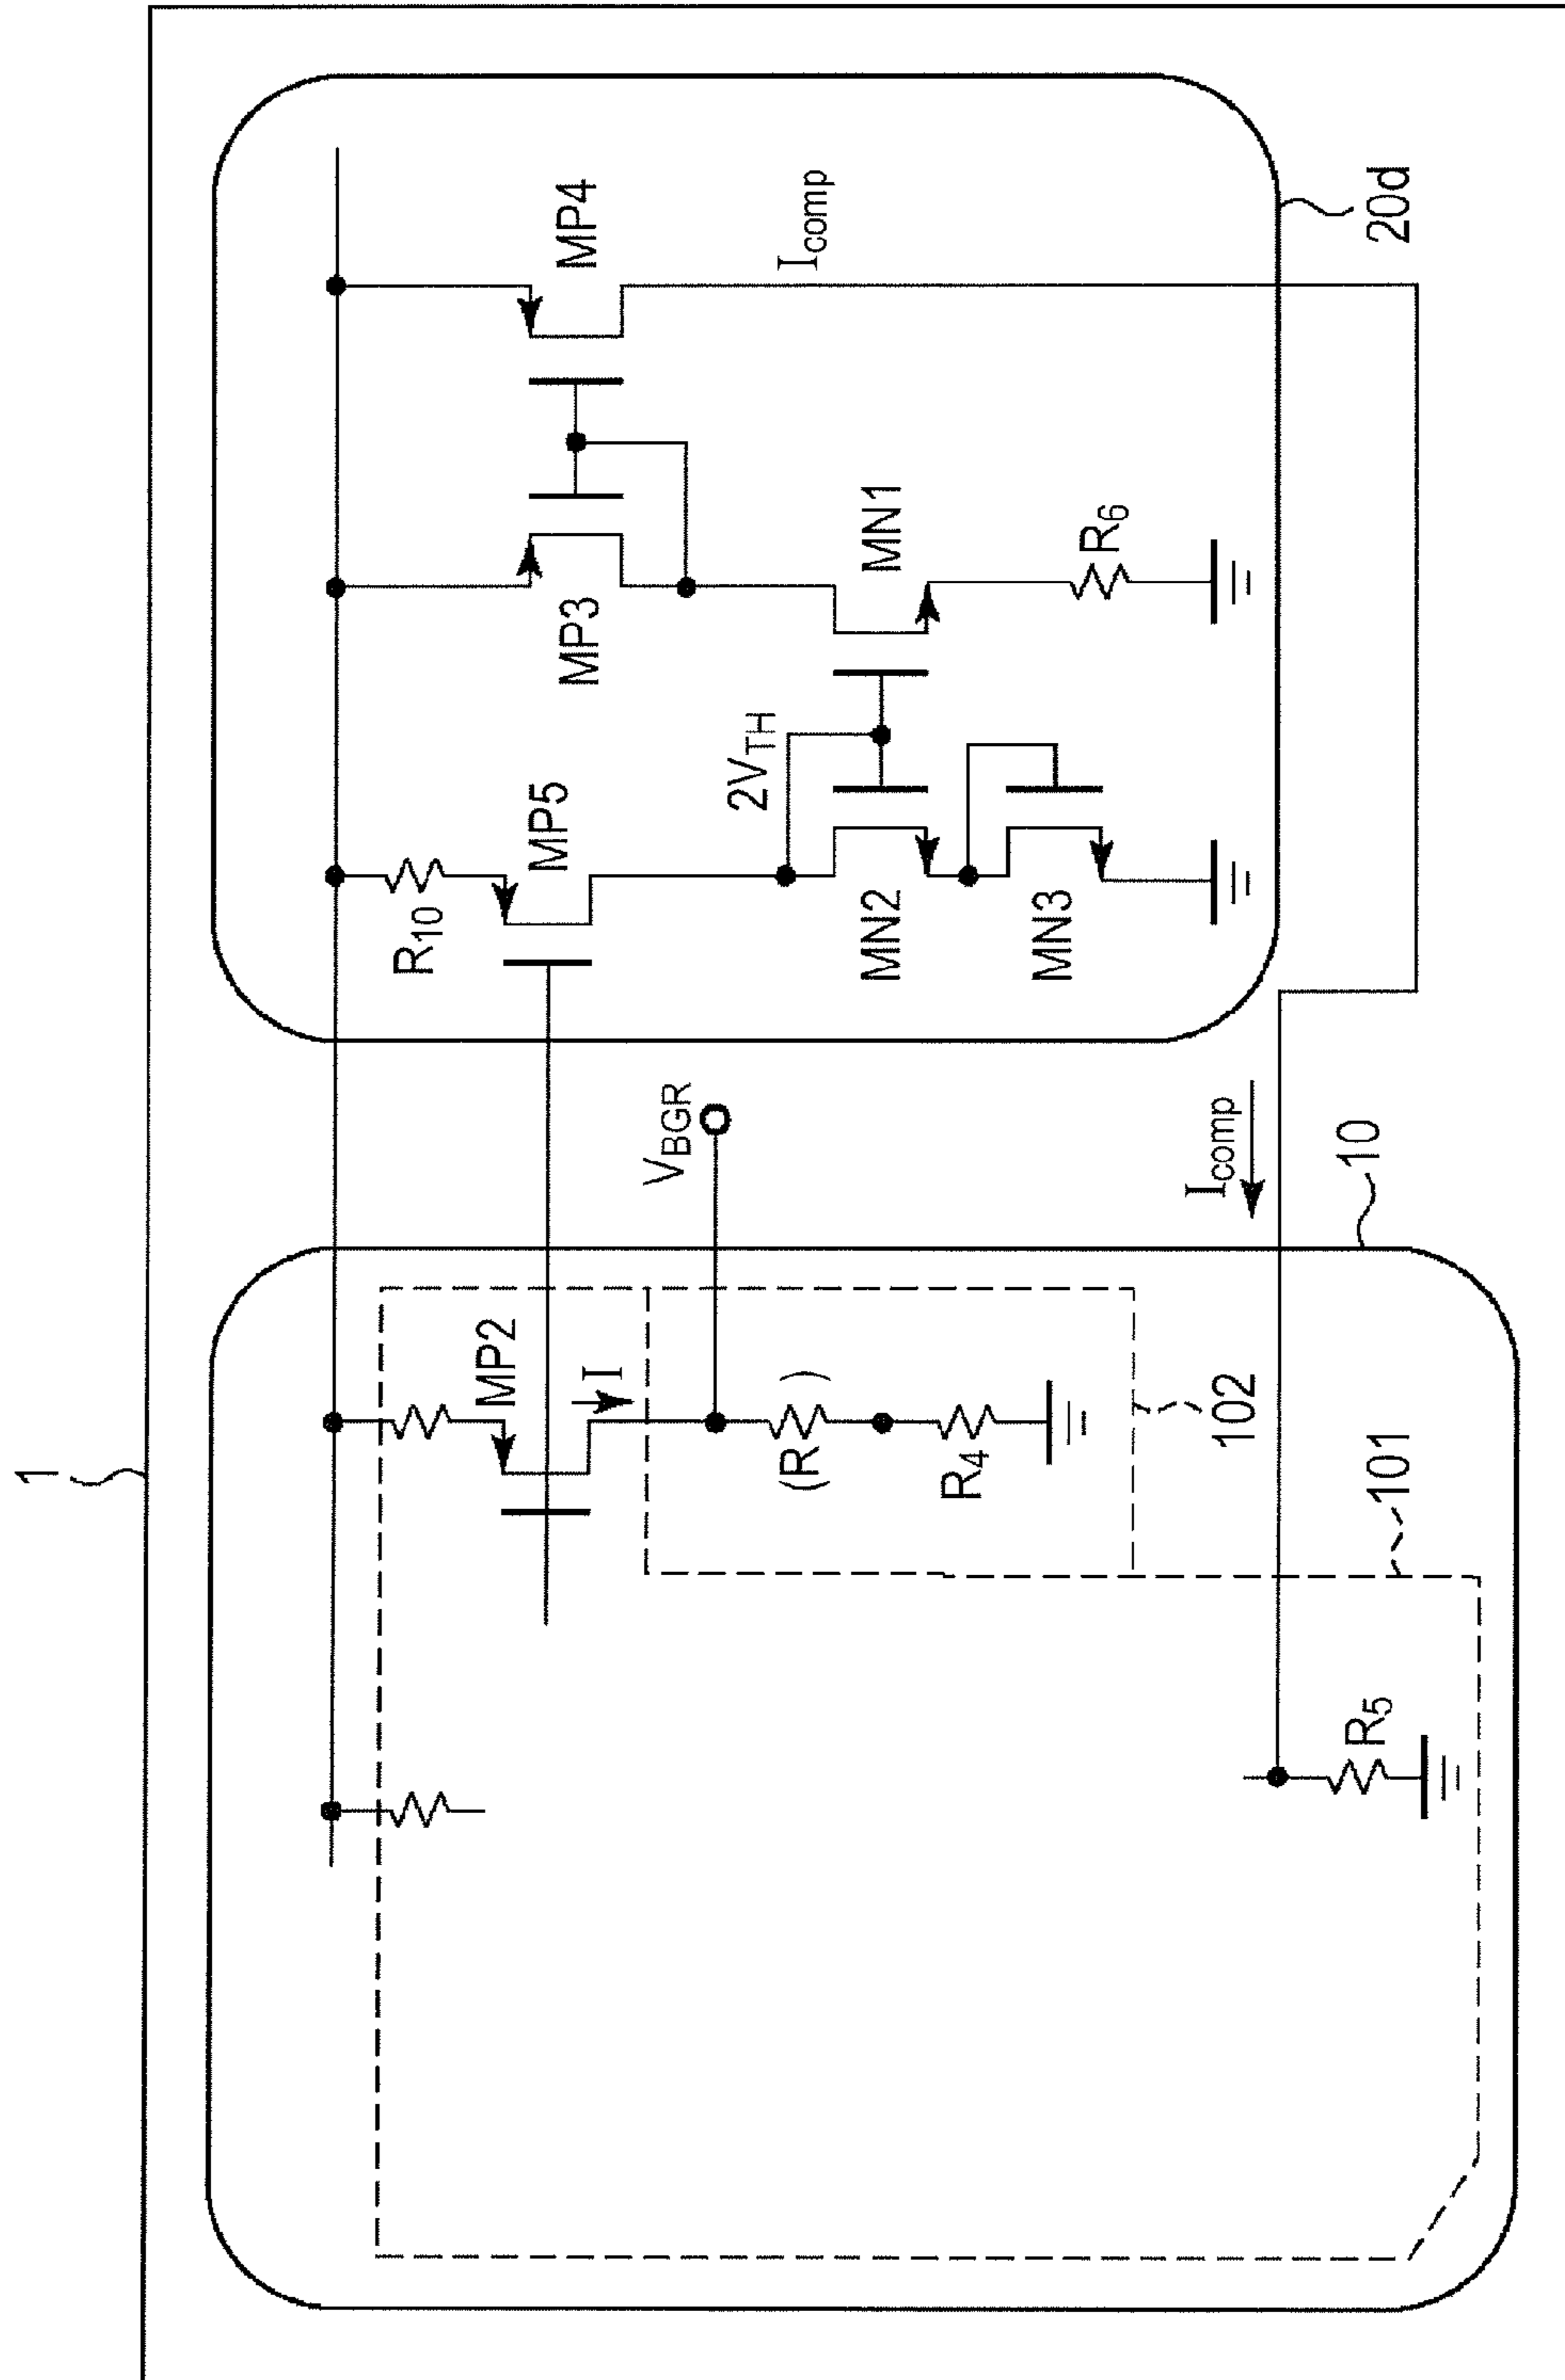 1
MP2
I
(R )
R4
VBGR
R5
102
101
10
Icomp
R10
MP5
2VTH
MN2
MN3
MP3
MN1
R6
MP4
Icomp
20d